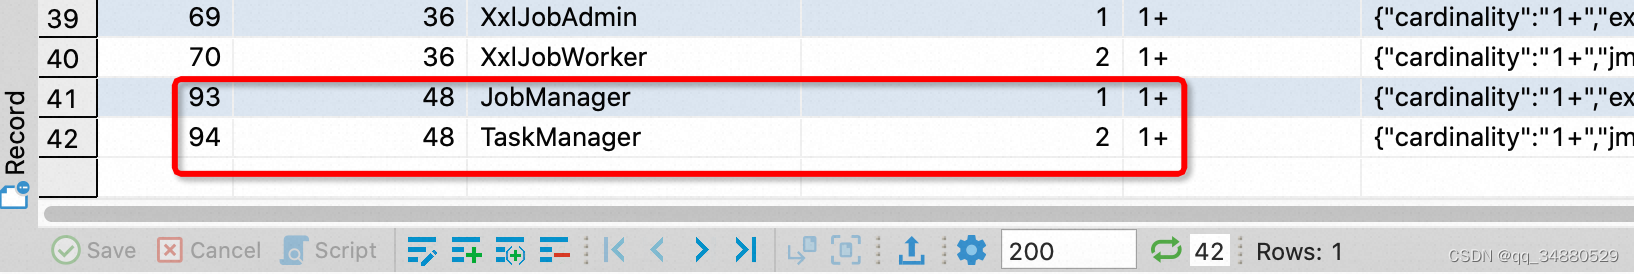 39 69 36 XxlJobAdmin 1 1+ {"cardinality":"1+","ex
40 70 36 XxlJobWorker 2 1+ {"cardinality":"1+","jm
41 93 48 JobManager 1 1+ {"cardinality":"1+","ex
42 94 48 TaskManager 2 1+ {"cardinality":"1+","jm
Record
Save Cancel Script 200 42 Rows: 1
CSDN @qq_34880529